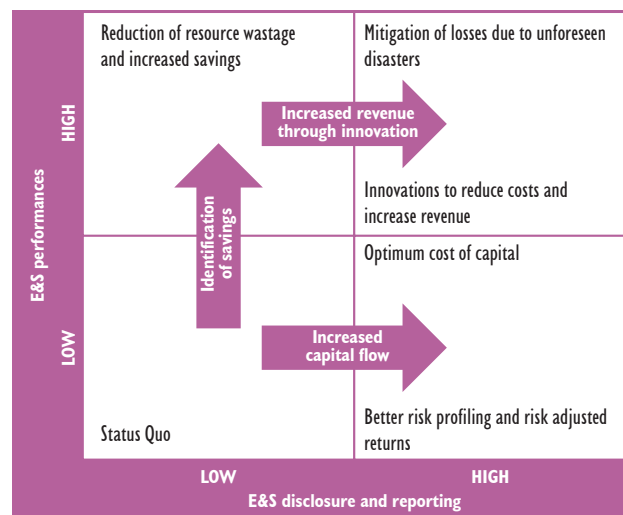 Reduction of resource wastage
and increased savings
Mitigation of losses due to unforeseen
disasters
Increased revenue
through innovation
Innovations to reduce costs and
increase revenue
HIGH
E&S performances
LOW
Identification
of savings
Optimum cost of capital
Increased
capital flow
Status Quo
Better risk profiling and risk adjusted
returns
LOW
HIGH
E&S disclosure and reporting